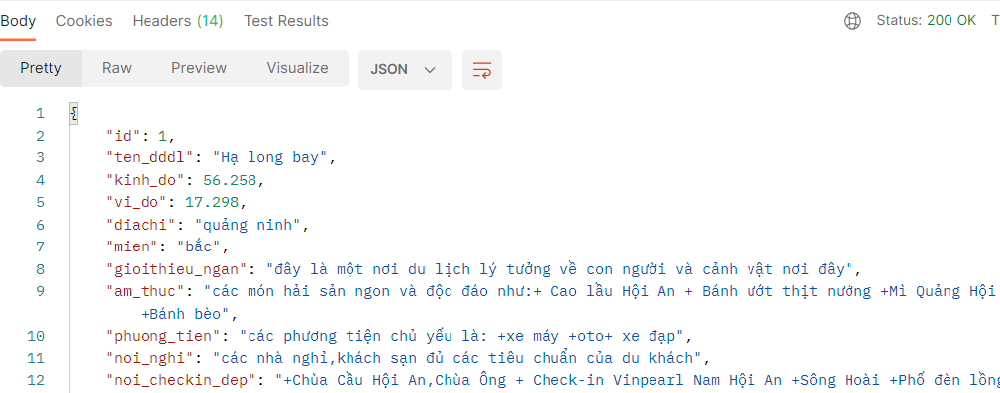 Body Cookies Headers (14) Test Results Status: 200 OK T
Pretty Raw Preview Visualize JSON
1 {
2 "id": 1,
3 "ten_dddl": "Hạ long bay",
4 "kinh_do": 56.258,
5 "vi_do": 17.298,
6 "diachi": "quảng ninh",
7 "mien": "bắc",
8 "gioithieu_ngan": "đây là một nơi du lịch lý tưởng về con người và cảnh vật nơi đây",
9 "am_thuc": "các món hải sản ngon và độc đáo như:+ Cao lầu Hội An + Bánh ướt thịt nướng +Mì Quảng Hội
+Bánh bèo",
10 "phuong_tien": "các phương tiện chủ yếu là: +xe máy +oto+ xe đạp",
11 "noi_nghi": "các nhà nghỉ,khách sạn đủ các tiêu chuẩn của du khách",
12 "noi_checkin_dep": "+Chùa Cầu Hội An,Chùa Ông + Check-in Vinpearl Nam Hội An +Sông Hoài +Phố đèn lồng